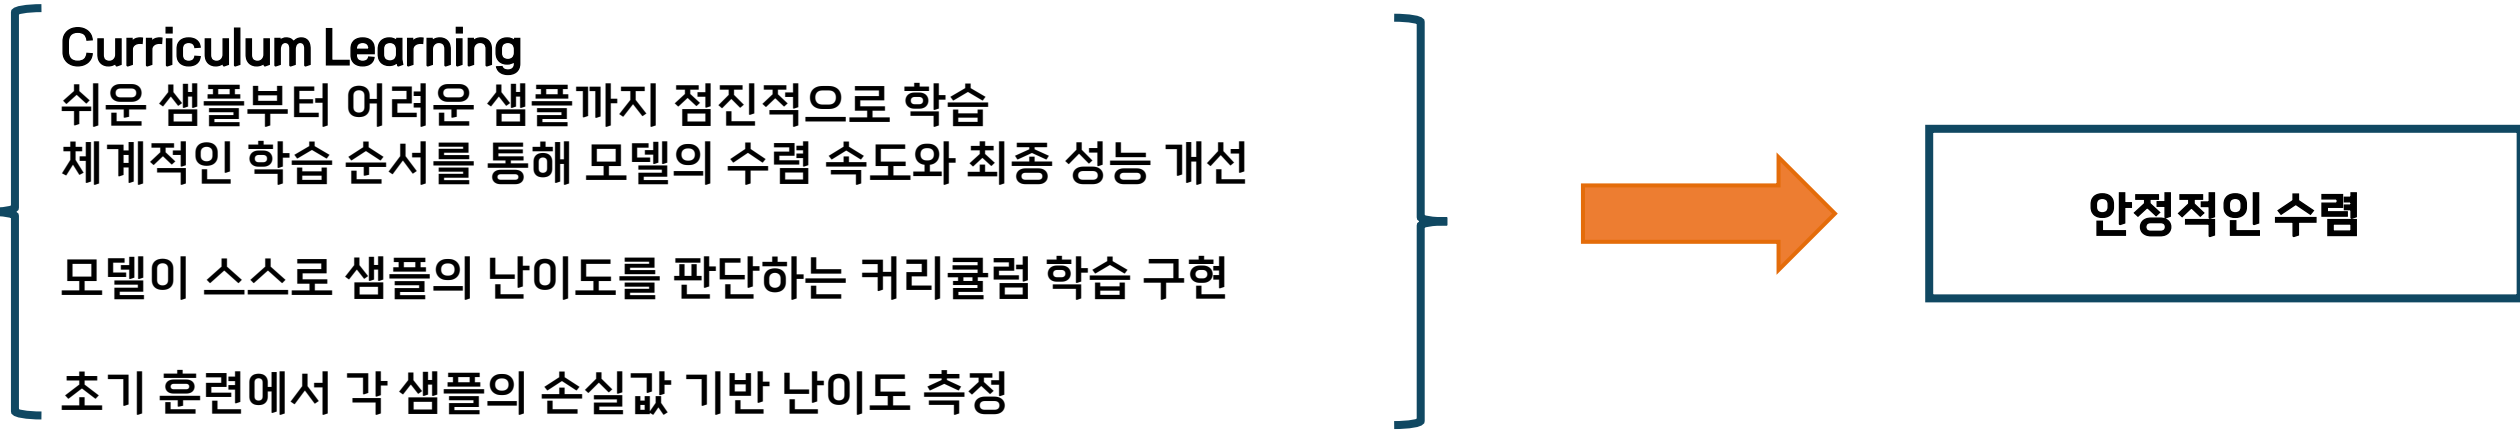 Curriculum Learning
쉬운 샘플부터 어려운 샘플까지 점진적으로 학습
체계적인 학습 순서를 통해 모델의 수렴 속도와 최종 성능 개선
모델이 스스로 샘플의 난이도를 판단하는 커리큘럼 학습 구현
초기 훈련에서 각 샘플의 손실값 기반 난이도 측정
안정적인 수렴